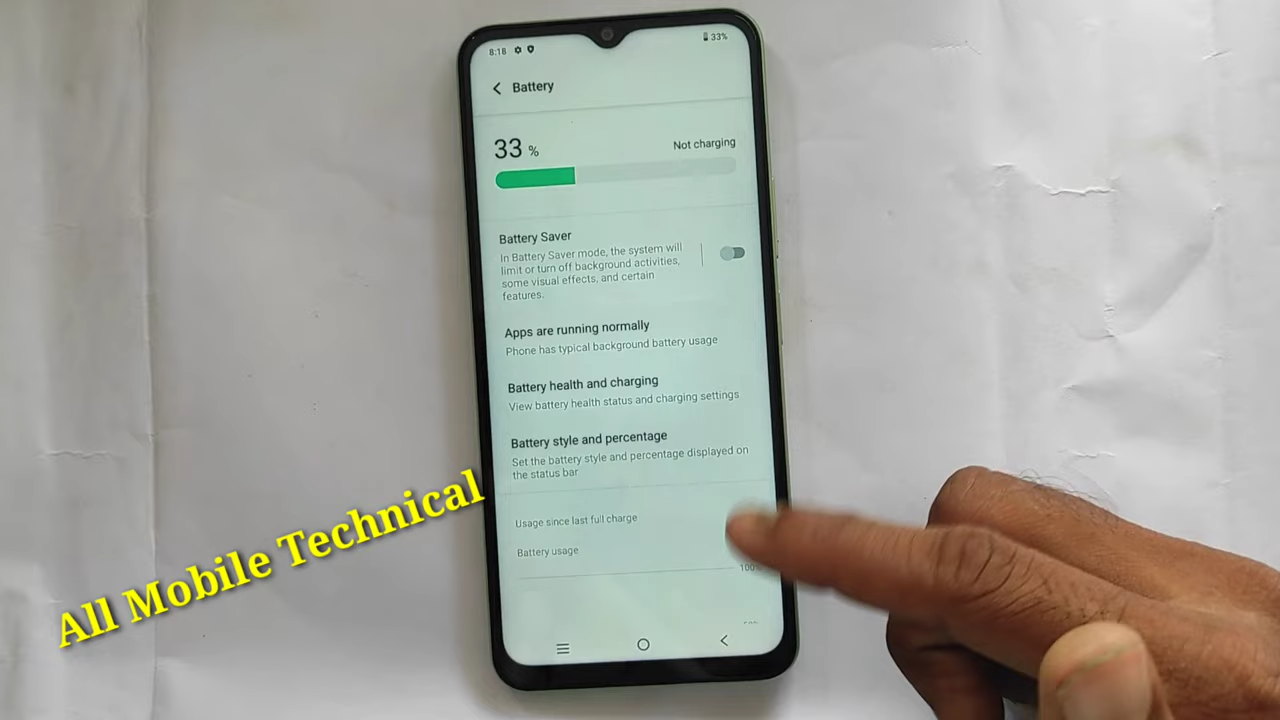 8:18
33%
Battery
33 %
Not charging
Battery Saver
In Battery Saver mode, the system will
limit or turn off background activities,
some visual effects, and certain
features.
Apps are running normally
Phone has typical background battery usage
Battery health and charging
View battery health status and charging settings
Battery style and percentage
Set the battery style and percentage displayed on
the status bar
Usage since last full charge
Battery usage
100%
All Mobile Technical